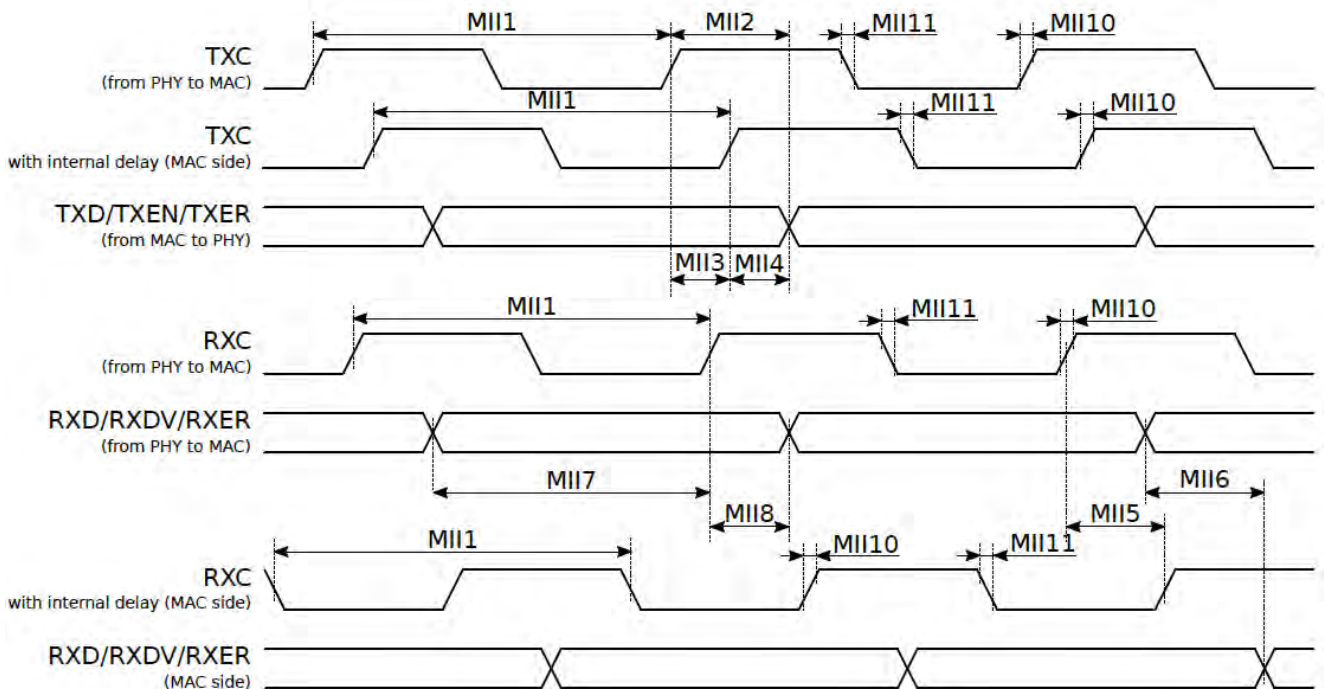 MII1 MII2 MII11 MII10
TXC
(from PHY to MAC)
MII1 MII11 MII10
TXC
with internal delay (MAC side)
TXD/TXEN/TXER
(from MAC to PHY)
MII3 MII4
MII1 MII11 MII10
RXC
(from PHY to MAC)
RXD/RXDV/RXER
(from PHY to MAC)
MII7 MII6
MII8 MII5
MII1 MII10 MII11
RXC
with internal delay (MAC side)
RXD/RXDV/RXER
(MAC side)